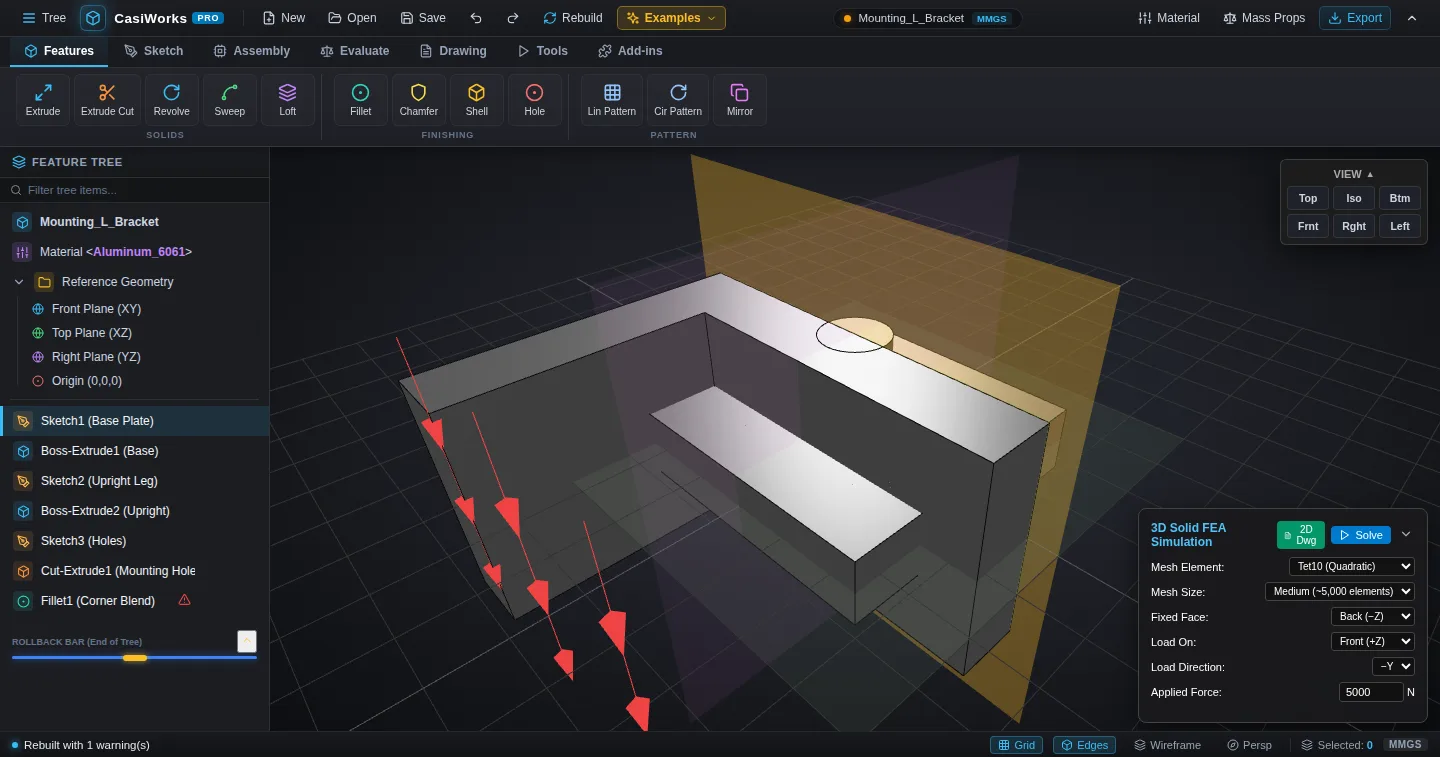 Tree
CasiWorks PRO
New
Open
Save
Rebuild
Examples
Mounting_L_Bracket MMGS
Material
Mass Props
Export
Features
Sketch
Assembly
Evaluate
Drawing
Tools
Add-ins
Extrude
Extrude Cut
Revolve
Sweep
Loft
Fillet
Chamfer
Shell
Hole
Lin Pattern
Cir Pattern
Mirror
SOLIDS
FINISHING
PATTERN
FEATURE TREE
Filter tree items...
Mounting_L_Bracket
Material <Aluminum_6061>
Reference Geometry
Front Plane (XY)
Top Plane (XZ)
Right Plane (YZ)
Origin (0,0,0)
Sketch1 (Base Plate)
Boss-Extrude1 (Base)
Sketch2 (Upright Leg)
Boss-Extrude2 (Upright)
Sketch3 (Holes)
Cut-Extrude1 (Mounting Hole
Fillet1 (Corner Blend)
ROLLBACK BAR (End of Tree)
VIEW ▲
Top
Iso
Btm
Frnt
Rght
Left
3D Solid FEA
Simulation
2D
Dwg
Solve
Mesh Element: Tet10 (Quadratic)
Mesh Size: Medium (~5,000 elements)
Fixed Face: Back (−Z)
Load On: Front (+Z)
Load Direction: −Y
Applied Force: 5000 N
Rebuilt with 1 warning(s)
Grid
Edges
Wireframe
Persp
Selected: 0
MMGS